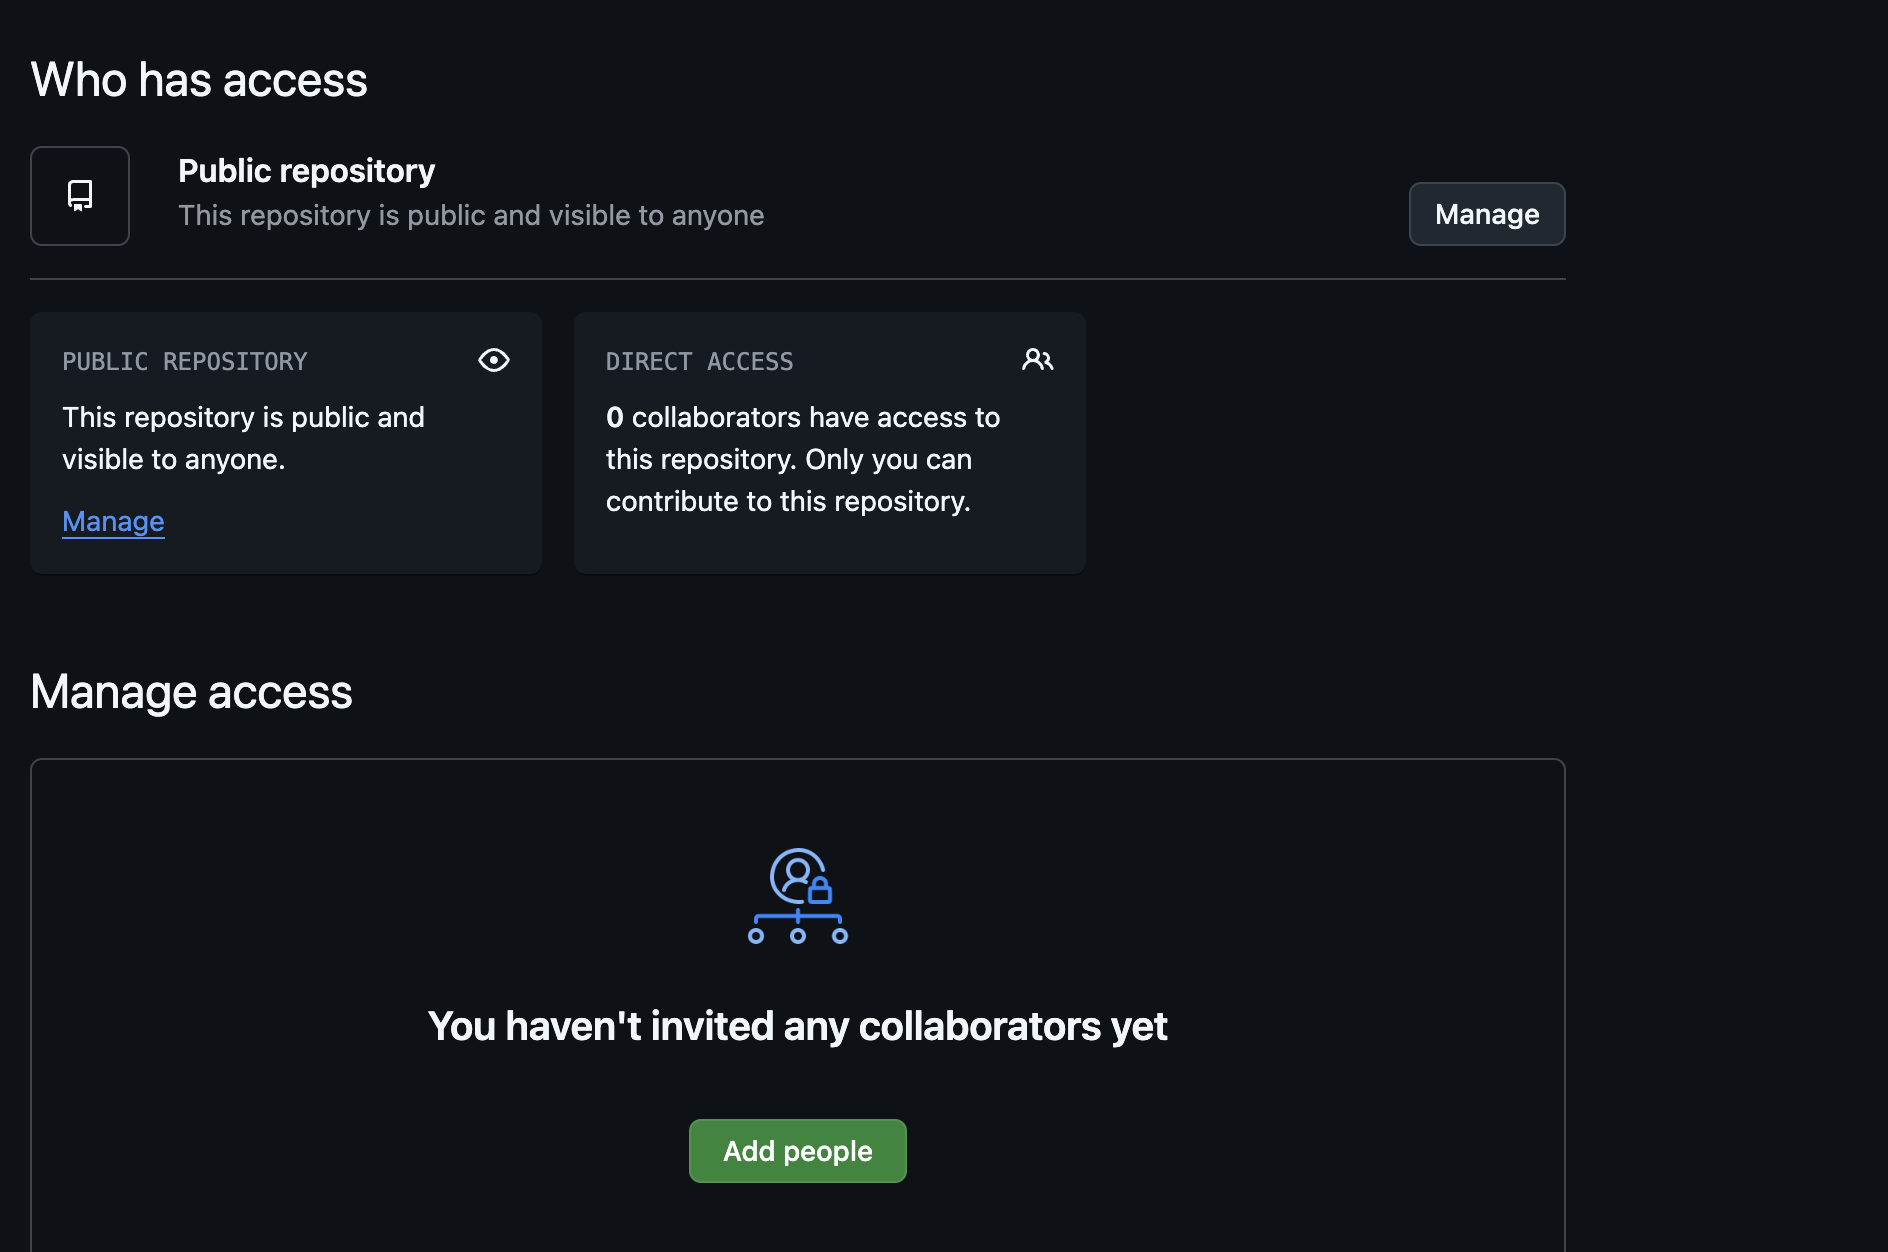 Who has access
Public repository
This repository is public and visible to anyone
Manage
PUBLIC REPOSITORY
This repository is public and
visible to anyone.
Manage
DIRECT ACCESS
0 collaborators have access to
this repository. Only you can
contribute to this repository.
Manage access
You haven't invited any collaborators yet
Add people